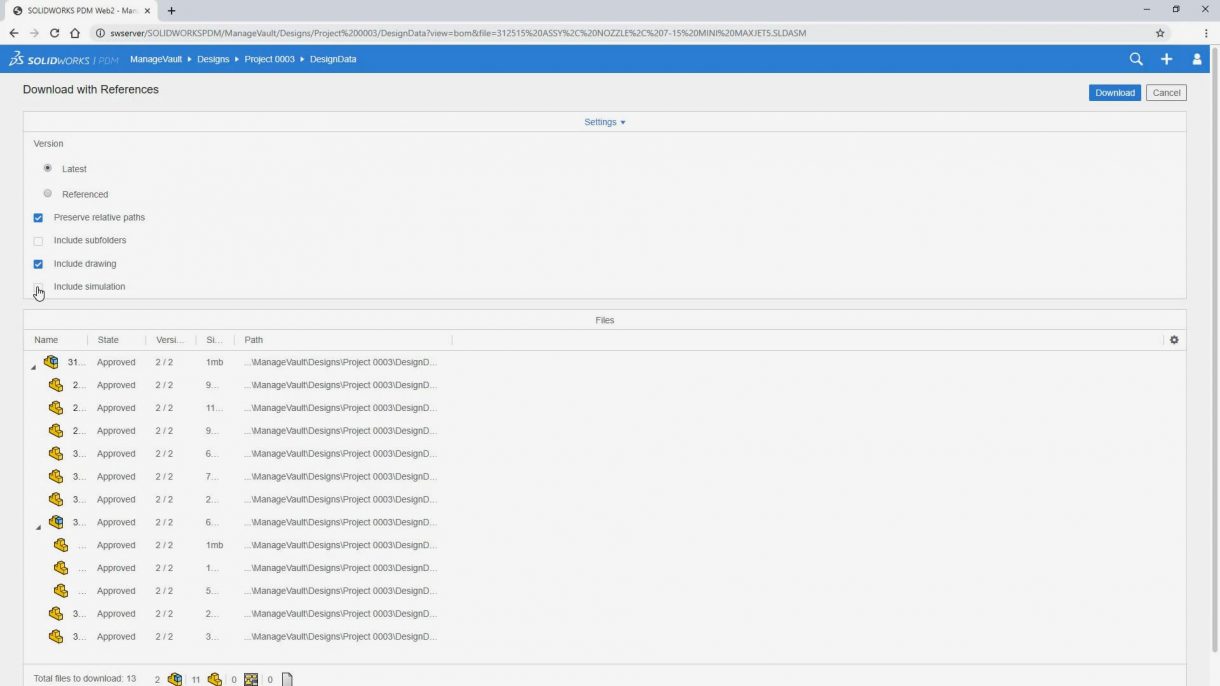 SOLIDWORKS PDM Web2 - Man
swserver/SOLIDWORKSPDM/ManageVault/Designs/Project%200003/DesignData?view=bom&file=312515%20ASSY%2C%20NOZZLE%2C%207-15%20MINI%20MAXJET5.SLDASM
SOLIDWORKS | PDM ManageVault Designs Project 0003 DesignData
Download with References
Download Cancel
Settings
Version
Latest
Referenced
Preserve relative paths
Include subfolders
Include drawing
Include simulation
Files
Name State Versi... Si... Path
31... Approved 2 / 2 1mb ...\ManageVault\Designs\Project 0003\DesignD...
2... Approved 2 / 2 9... ...\ManageVault\Designs\Project 0003\DesignD...
2... Approved 2 / 2 11... ...\ManageVault\Designs\Project 0003\DesignD...
2... Approved 2 / 2 9... ...\ManageVault\Designs\Project 0003\DesignD...
3... Approved 2 / 2 6... ...\ManageVault\Designs\Project 0003\DesignD...
3... Approved 2 / 2 7... ...\ManageVault\Designs\Project 0003\DesignD...
3... Approved 2 / 2 2... ...\ManageVault\Designs\Project 0003\DesignD...
3... Approved 2 / 2 6... ...\ManageVault\Designs\Project 0003\DesignD...
... Approved 2 / 2 1mb ...\ManageVault\Designs\Project 0003\DesignD...
... Approved 2 / 2 1... ...\ManageVault\Designs\Project 0003\DesignD...
... Approved 2 / 2 5... ...\ManageVault\Designs\Project 0003\DesignD...
3... Approved 2 / 2 2... ...\ManageVault\Designs\Project 0003\DesignD...
3... Approved 2 / 2 3... ...\ManageVault\Designs\Project 0003\DesignD...
Total files to download: 13 2 11 0 0